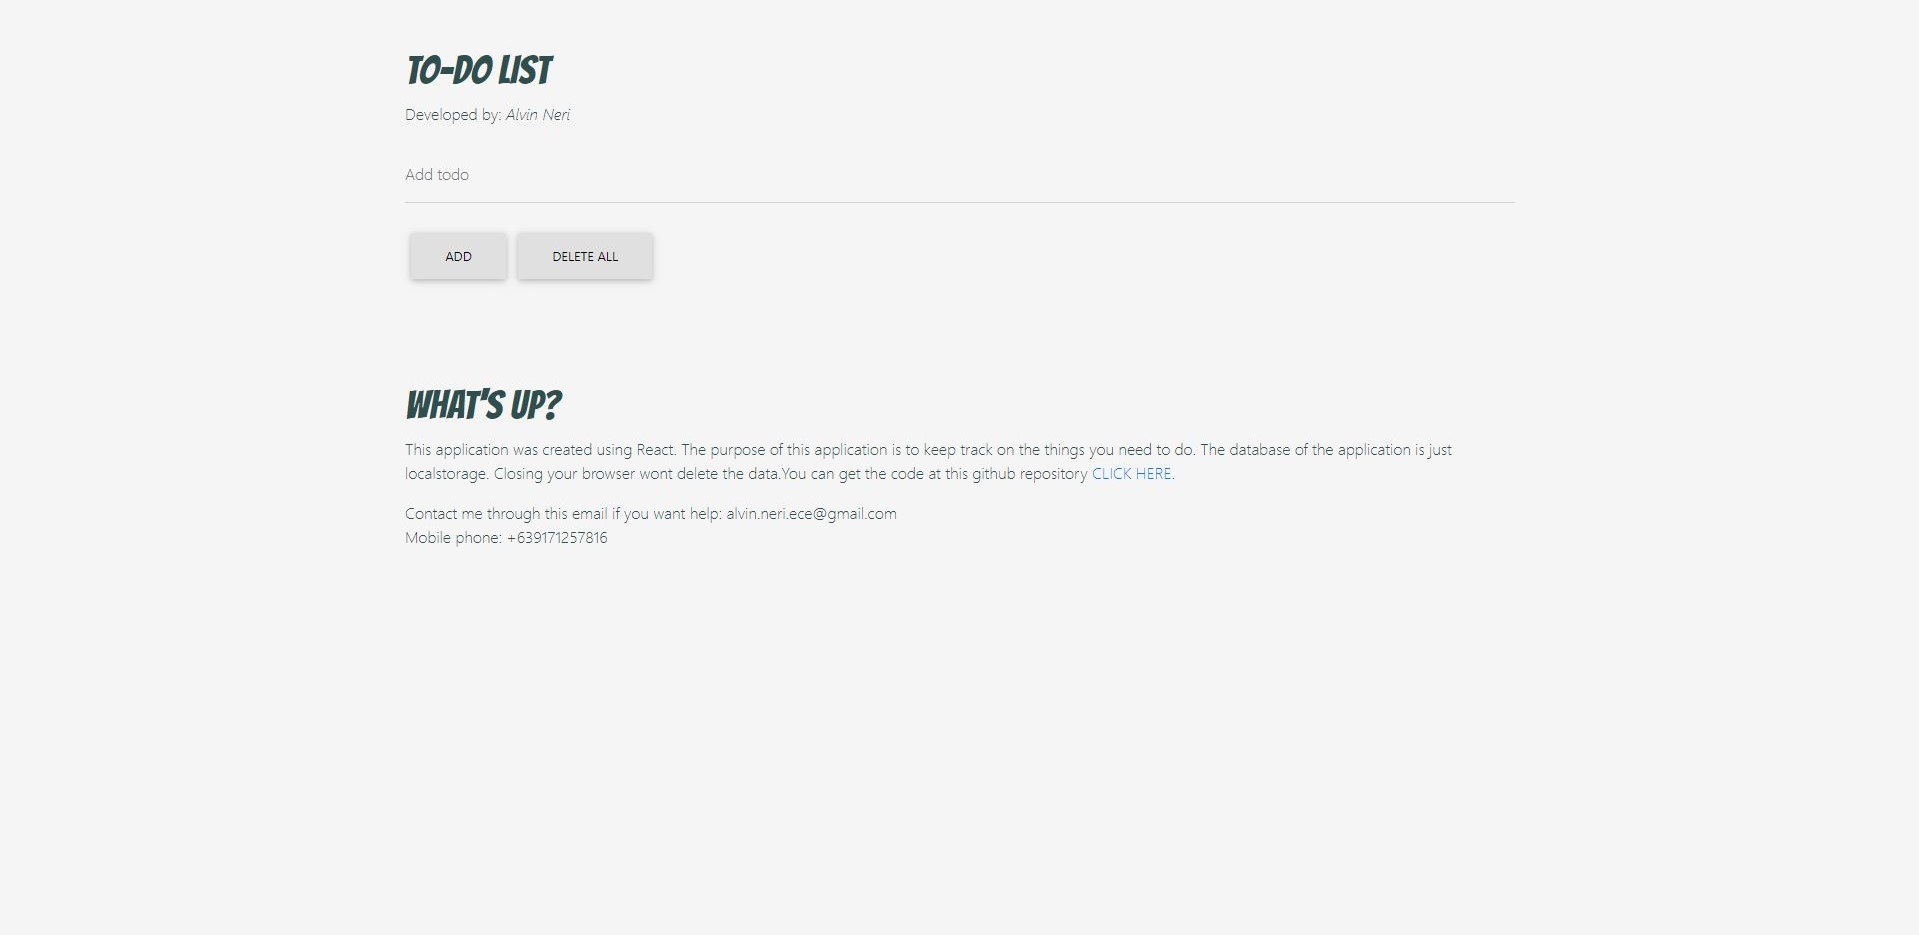 TO-DO LIST
Developed by: Alvin Neri
Add todo
ADD
DELETE ALL
WHAT'S UP?
This application was created using React. The purpose of this application is to keep track on the things you need to do. The database of the application is just
localstorage. Closing your browser wont delete the data.You can get the code at this github repository CLICK HERE.
Contact me through this email if you want help: alvin.neri.ece@gmail.com
Mobile phone: +639171257816